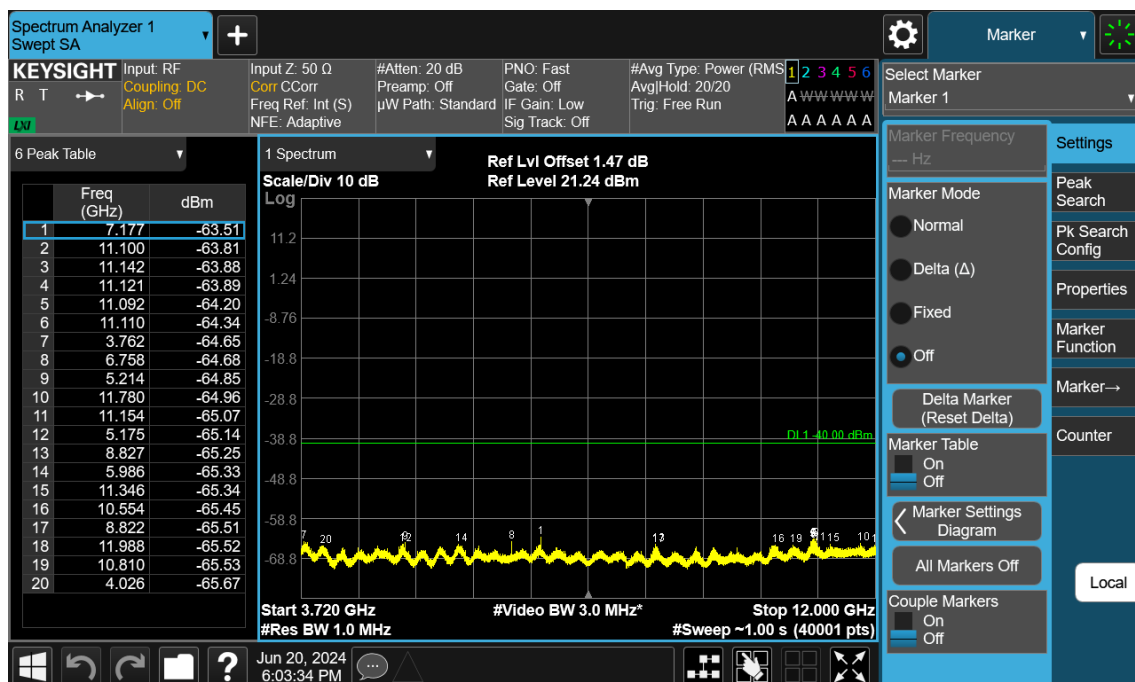 Spectrum Analyzer 1
Swept SA
+
Marker
KEYSIGHT
R T
LXI
Input: RF
Coupling: DC
Align: Off
Input Z: 50 Ω
Corr CCorr
Freq Ref: Int (S)
NFE: Adaptive
#Atten: 20 dB
Preamp: Off
µW Path: Standard
PNO: Fast
Gate: Off
IF Gain: Low
Sig Track: Off
#Avg Type: Power (RMS
Avg|Hold: 20/20
Trig: Free Run
1 2 3 4 5 6
A W W W W W
A A A A A A
Select Marker
Marker 1
6 Peak Table
Freq
(GHz)
dBm
1 7.177 -63.51
2 11.100 -63.81
3 11.142 -63.88
4 11.121 -63.89
5 11.092 -64.20
6 11.110 -64.34
7 3.762 -64.65
8 6.758 -64.68
9 5.214 -64.85
10 11.780 -64.96
11 11.154 -65.07
12 5.175 -65.14
13 8.827 -65.25
14 5.986 -65.33
15 11.346 -65.34
16 10.554 -65.45
17 8.822 -65.51
18 11.988 -65.52
19 10.810 -65.53
20 4.026 -65.67
1 Spectrum
Scale/Div 10 dB
Ref Lvl Offset 1.47 dB
Ref Level 21.24 dBm
Log
11.2
1.24
-8.76
-18.8
-28.8
-38.8
DL1 -40.00 dBm
-48.8
-58.8
-68.8
7 20 14 8 1 16 19 15 10
Start 3.720 GHz
#Video BW 3.0 MHz*
Stop 12.000 GHz
#Res BW 1.0 MHz
#Sweep ~1.00 s (40001 pts)
Marker Frequency
--- Hz
Marker Mode
Normal
Delta (Δ)
Fixed
Off
Delta Marker
(Reset Delta)
Marker Table
On
Off
Marker Settings
Diagram
All Markers Off
Couple Markers
On
Off
Settings
Peak
Search
Pk Search
Config
Properties
Marker
Function
Marker→
Counter
Local
?
Jun 20, 2024
6:03:34 PM
...